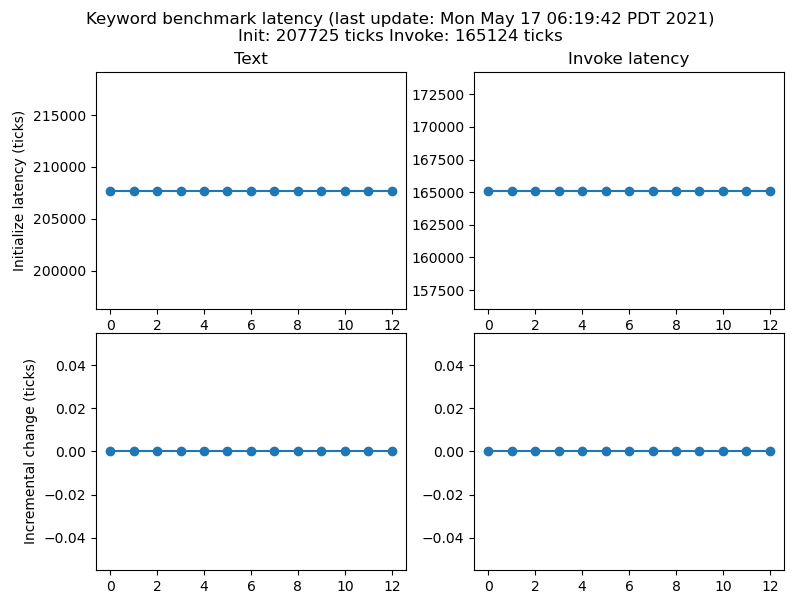 Keyword benchmark latency (last update: Mon May 17 06:19:42 PDT 2021)
Init: 207725 ticks Invoke: 165124 ticks
Text
Invoke latency
Initialize latency (ticks)
215000
210000
205000
200000
0 2 4 6 8 10 12
172500
170000
167500
165000
162500
160000
157500
0 2 4 6 8 10 12
Incremental change (ticks)
0.04
0.02
0.00
−0.02
−0.04
0 2 4 6 8 10 12
0.04
0.02
0.00
−0.02
−0.04
0 2 4 6 8 10 12